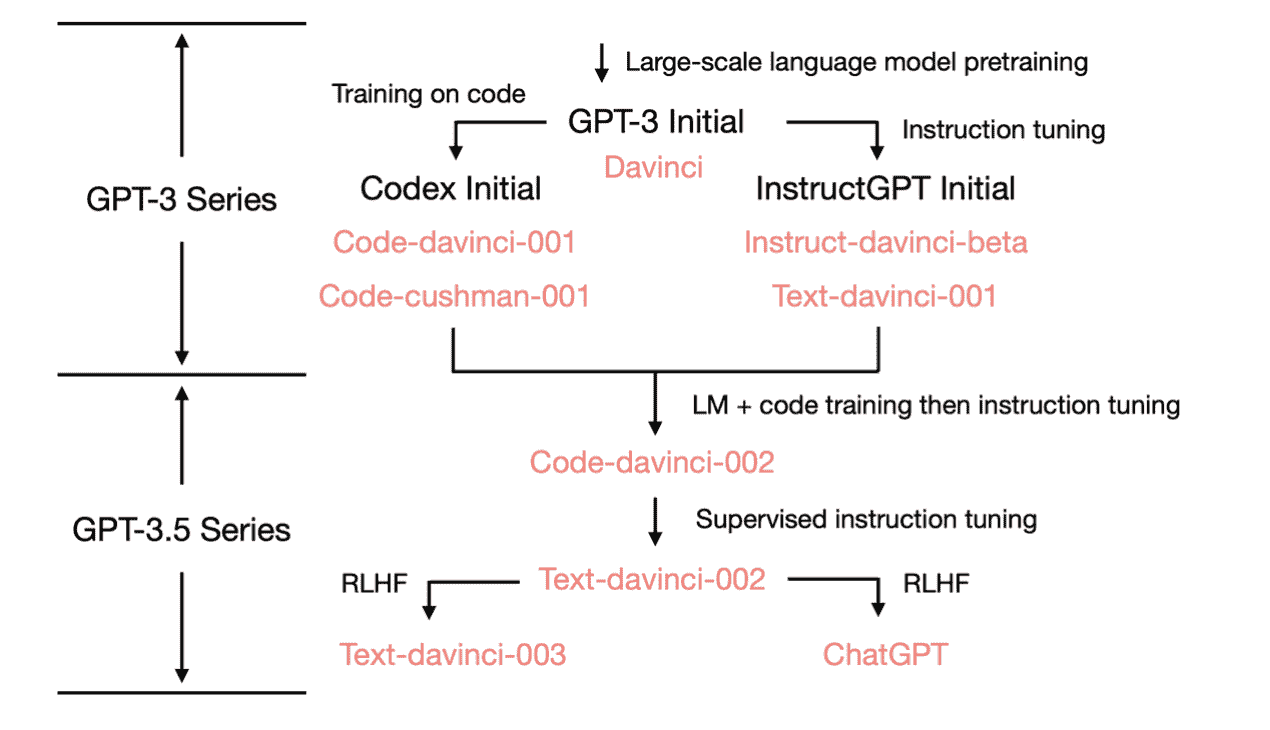 Large-scale language model pretraining
Training on code
GPT-3 Initial
Instruction tuning
Davinci
GPT-3 Series
Codex Initial
InstructGPT Initial
Code-davinci-001
Instruct-davinci-beta
Code-cushman-001
Text-davinci-001
LM + code training then instruction tuning
Code-davinci-002
GPT-3.5 Series
Supervised instruction tuning
RLHF
Text-davinci-002
RLHF
Text-davinci-003
ChatGPT